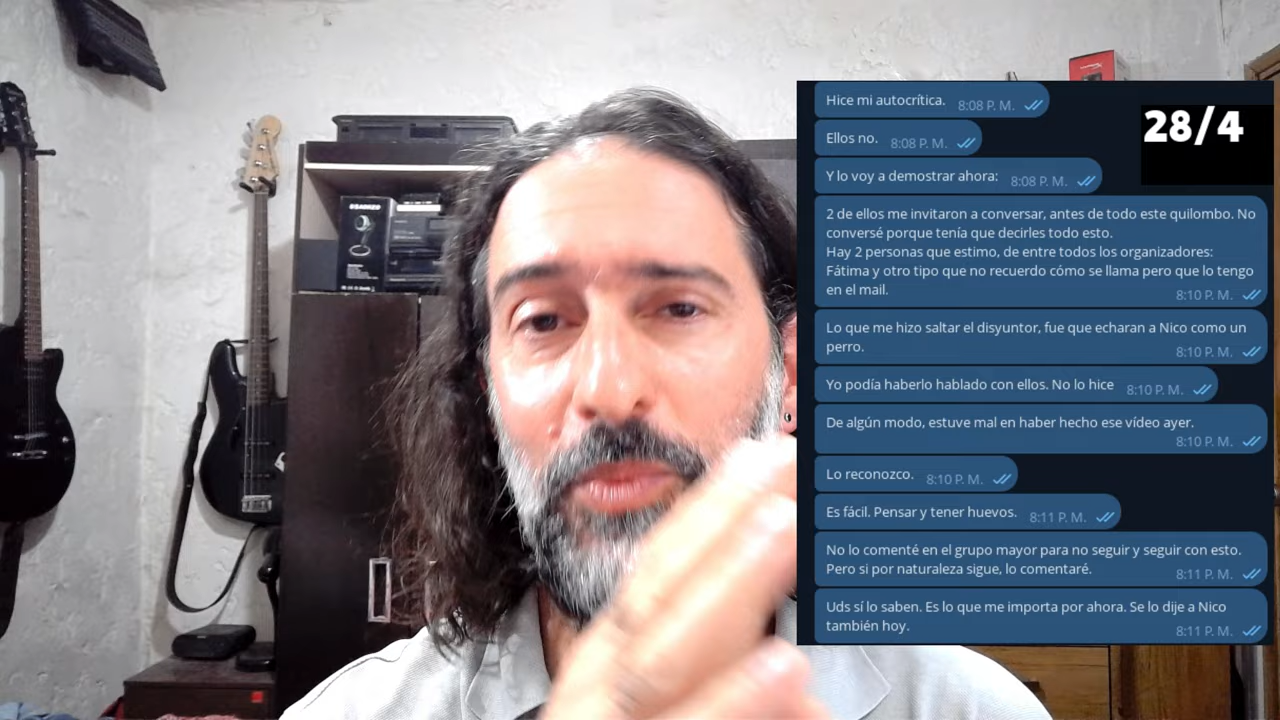 Hice mi autocrítica. 8:08 P. M.
28/4
Ellos no. 8:08 P. M.
Y lo voy a demostrar ahora: 8:08 P. M.
2 de ellos me invitaron a conversar, antes de todo este quilombo. No
conversé porque tenía que decirles todo esto.
Hay 2 personas que estimo, de entre todos los organizadores:
Fátima y otro tipo que no recuerdo cómo se llama pero que lo tengo
en el mail. 8:10 P. M.
Lo que me hizo saltar el disyuntor, fue que echaran a Nico como un
perro. 8:10 P. M.
Yo podía haberlo hablado con ellos. No lo hice 8:10 P. M.
De algún modo, estuve mal en haber hecho ese vídeo ayer.
8:10 P. M.
Lo reconozco. 8:10 P. M.
Es fácil. Pensar y tener huevos. 8:11 P. M.
No lo comenté en el grupo mayor para no seguir y seguir con esto.
Pero si por naturaleza sigue, lo comentaré. 8:11 P. M.
Uds sí lo saben. Es lo que me importa por ahora. Se lo dije a Nico
también hoy. 8:11 P. M.